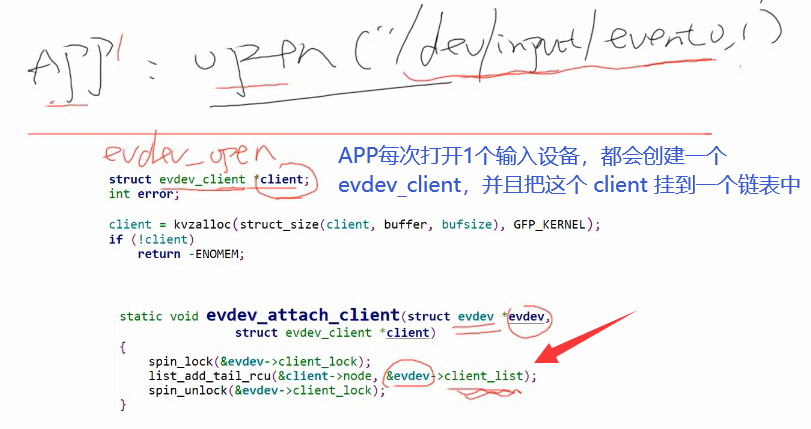 APP1: open("/dev/input/event0,)
evdev_open
APP每次打开1个输入设备，都会创建一个
evdev_client，并且把这个 client 挂到一个链表中
struct evdev_client *client;
int error;
client = kvzalloc(struct_size(client, buffer, bufsize), GFP_KERNEL);
if (!client)
return -ENOMEM;
static void evdev_attach_client(struct evdev *evdev,
struct evdev_client *client)
{
spin_lock(&evdev->client_lock);
list_add_tail_rcu(&client->node, &evdev->client_list);
spin_unlock(&evdev->client_lock);
}